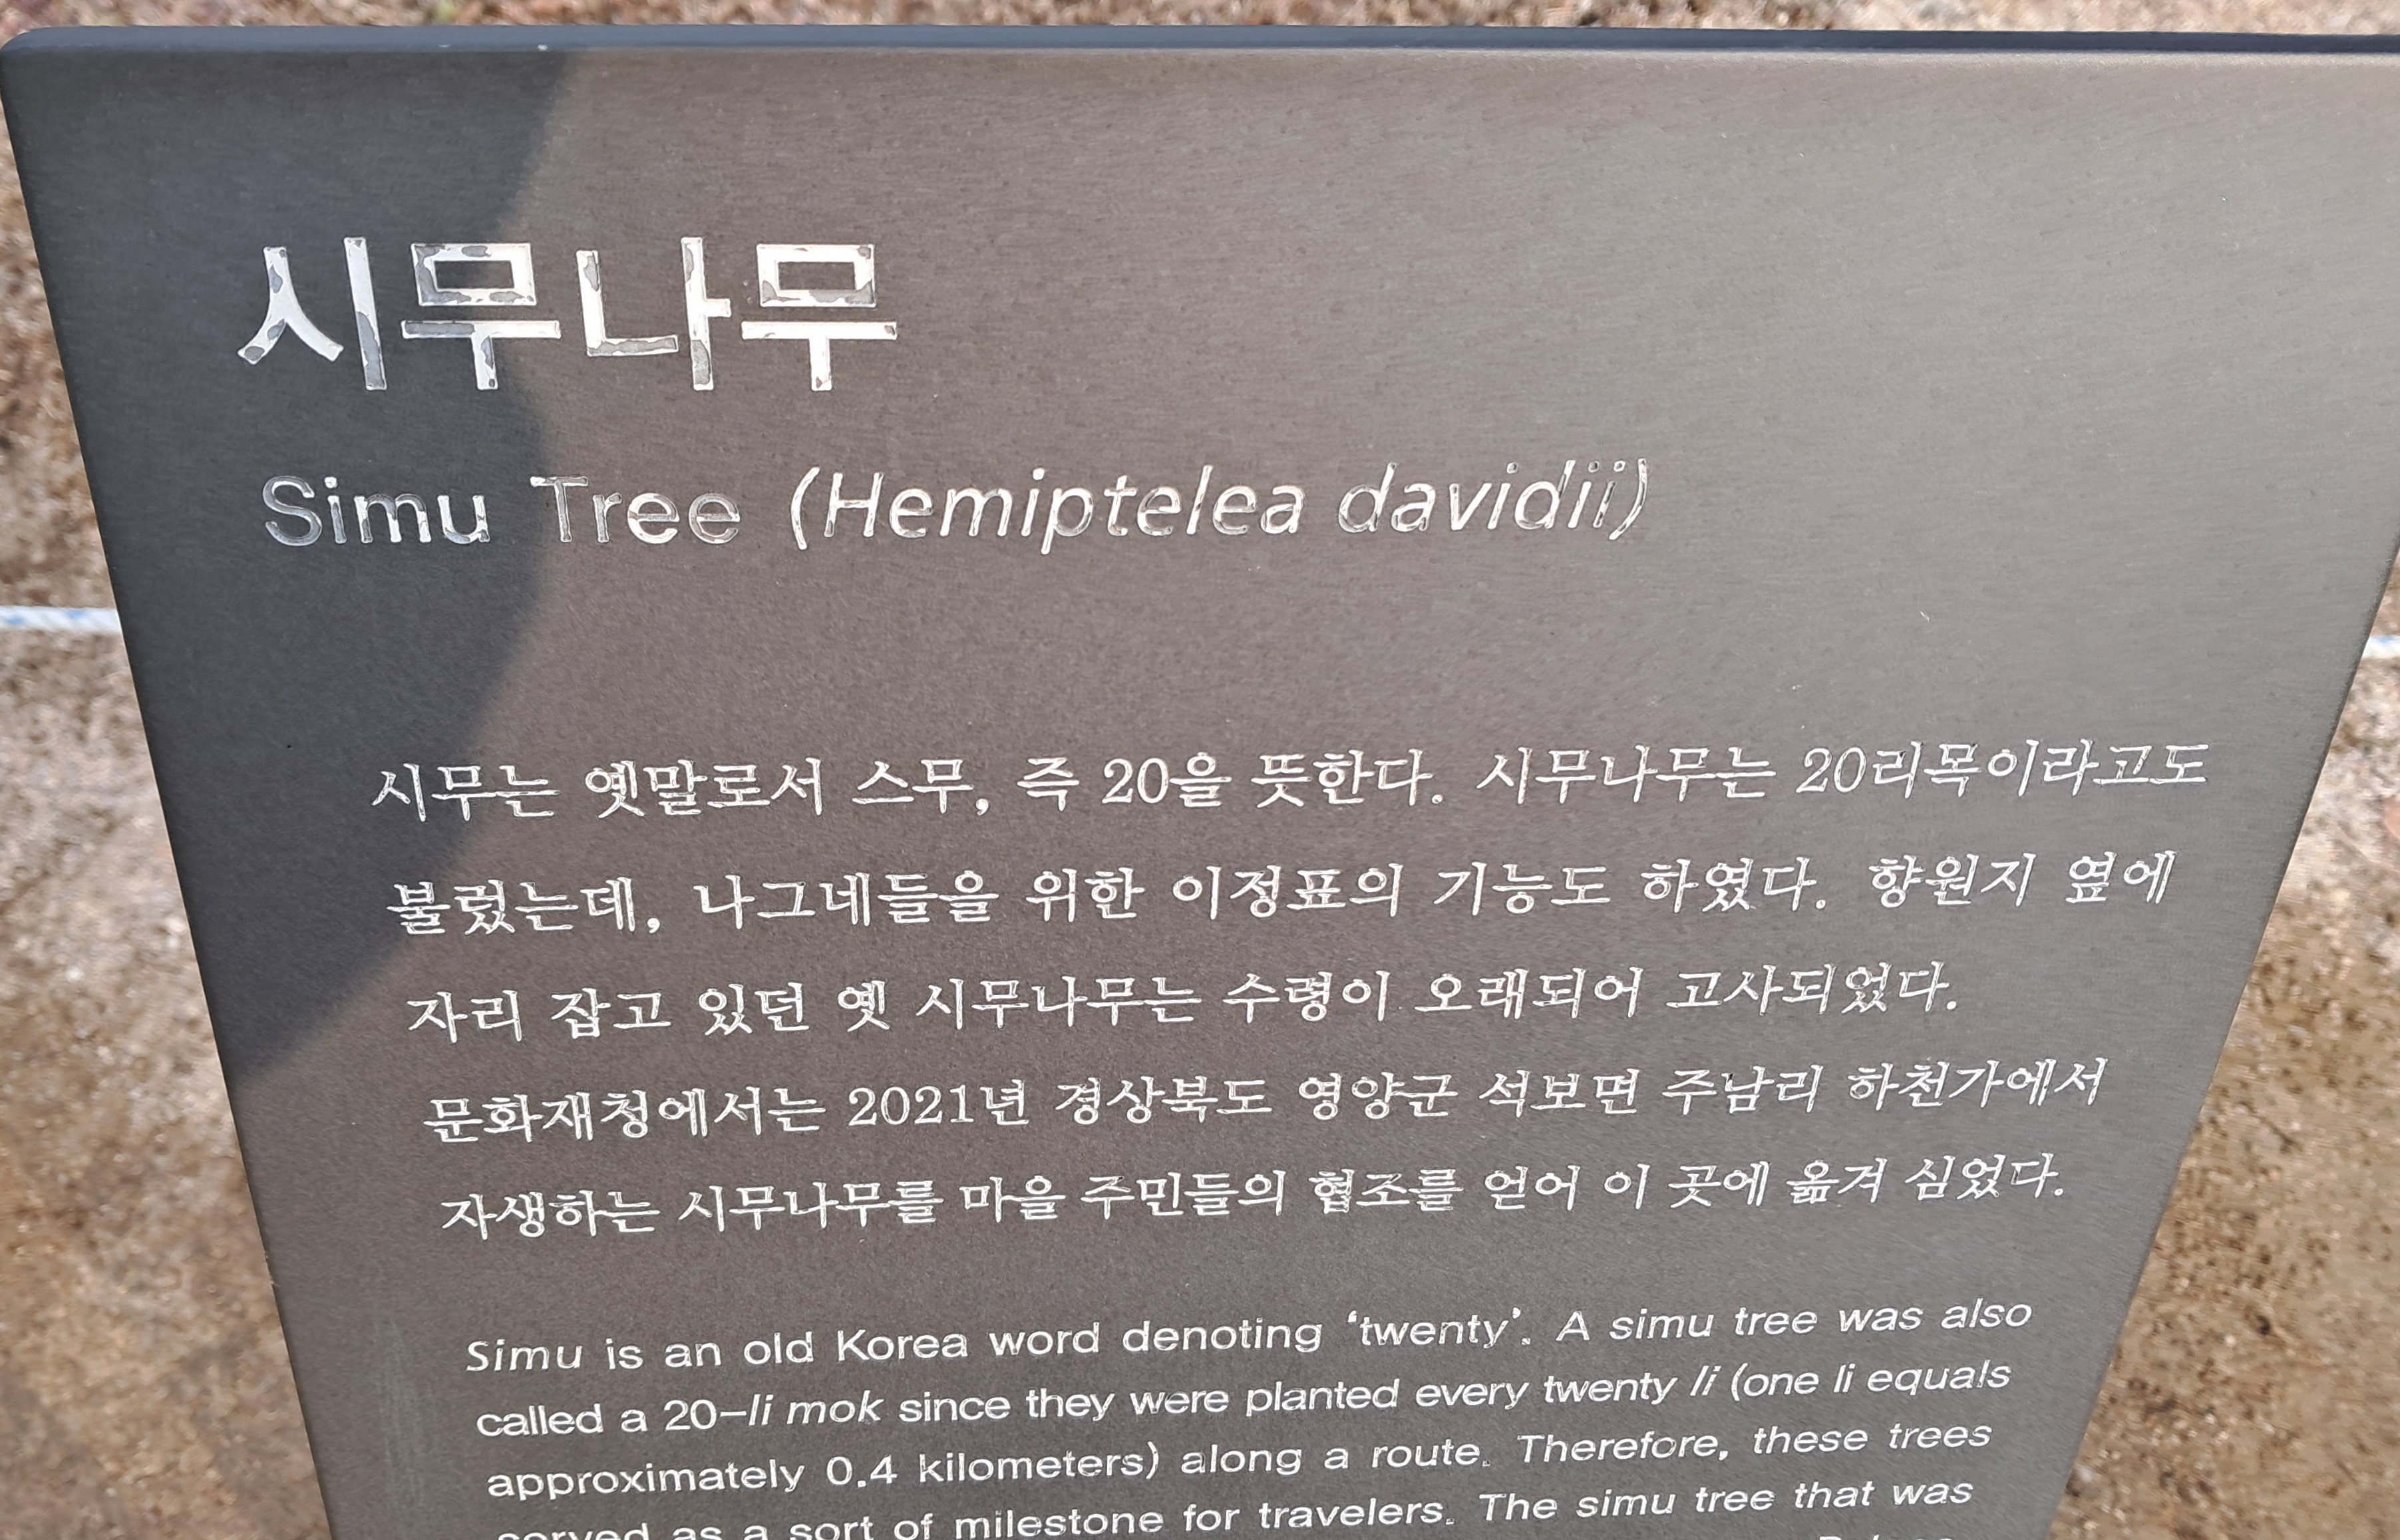 시무나무
Simu Tree (Hemiptelea davidii)
시무는 옛말로서 스무, 즉 20을 뜻한다. 시무나무는 20리목이라고도
불렀는데, 나그네들을 위한 이정표의 기능도 하였다. 향원지 옆에
자리 잡고 있던 옛 시무나무는 수령이 오래되어 고사되었다.
문화재청에서는 2021년 경상북도 영양군 석보면 주남리 하천가에서
자생하는 시무나무를 마을 주민들의 협조를 얻어 이 곳에 옮겨 심었다.
Simu is an old Korea word denoting ‘twenty’. A simu tree was also
called a 20-li mok since they were planted every twenty li (one li equals
approximately 0.4 kilometers) along a route. Therefore, these trees
served as a sort of milestone for travelers. The simu tree that was